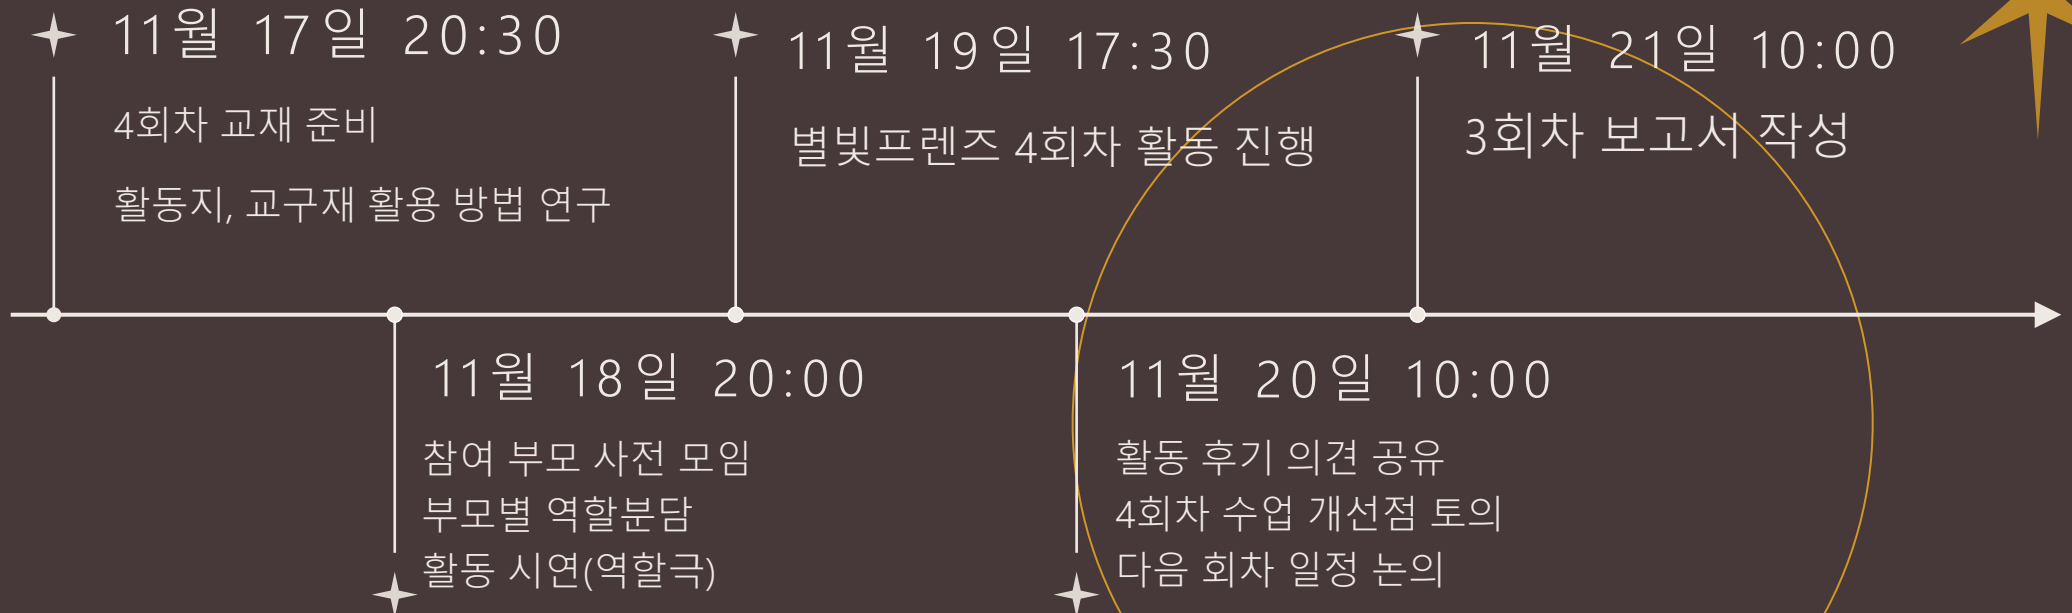 11월 17일 20:30
4회차 교재 준비
활동지, 교구재 활용 방법 연구
11월 18일 20:00
참여 부모 사전 모임
부모별 역할분담
활동 시연(역할극)
11월 19일 17:30
별빛프렌즈 4회차 활동 진행
11월 20일 10:00
활동 후기 의견 공유
4회차 수업 개선점 토의
다음 회차 일정 논의
11월 21일 10:00
3회차 보고서 작성